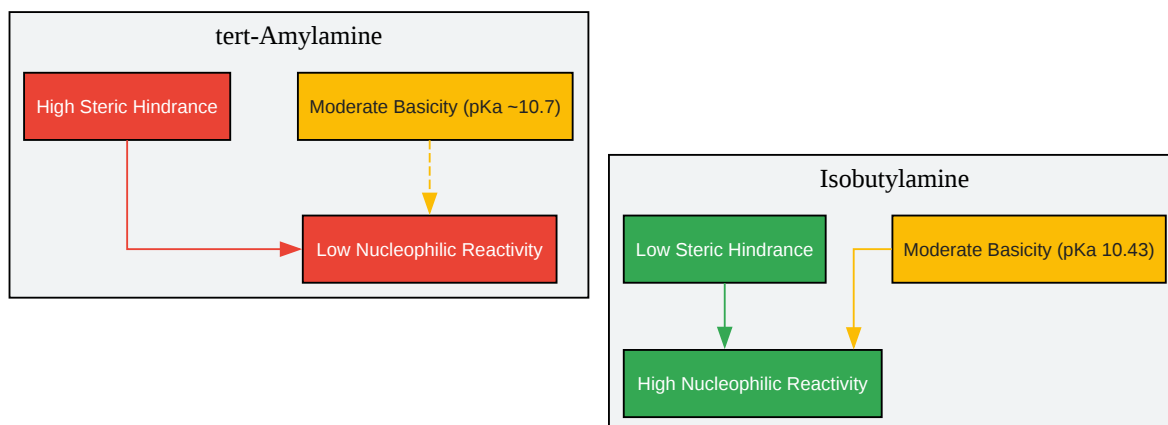 tert-Amylamine
High Steric Hindrance
Moderate Basicity (pKa ~10.7)
Low Nucleophilic Reactivity
Isobutylamine
Low Steric Hindrance
Moderate Basicity (pKa 10.43)
High Nucleophilic Reactivity